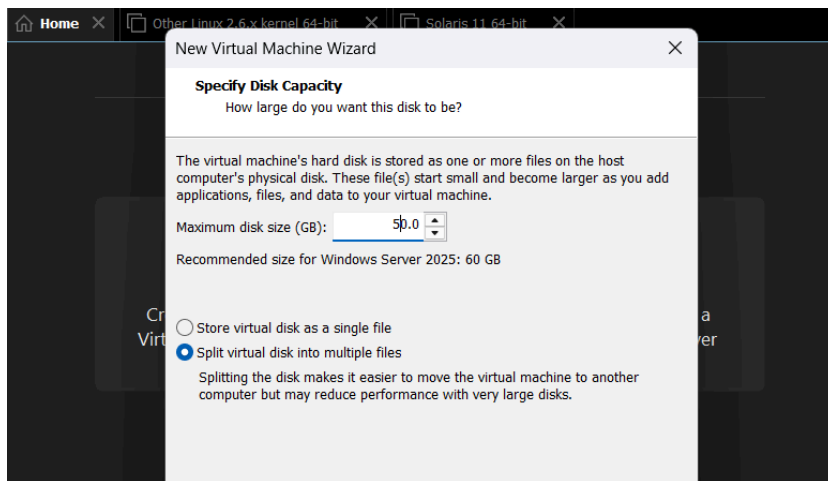 Home
Other Linux 2.6.x kernel 64-bit
Solaris 11 64-bit
New Virtual Machine Wizard
Specify Disk Capacity
How large do you want this disk to be?
The virtual machine's hard disk is stored as one or more files on the host
computer's physical disk. These file(s) start small and become larger as you add
applications, files, and data to your virtual machine.
Maximum disk size (GB): 50.0
Recommended size for Windows Server 2025: 60 GB
Cr a
Virt ver
Store virtual disk as a single file
Split virtual disk into multiple files
Splitting the disk makes it easier to move the virtual machine to another
computer but may reduce performance with very large disks.